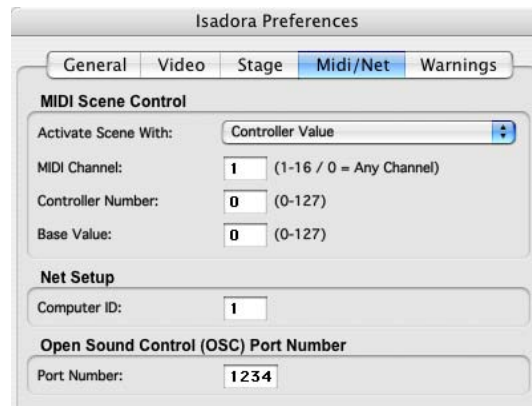 Isadora Preferences
General Video Stage Midi/Net Warnings
MIDI Scene Control
Activate Scene With: Controller Value
MIDI Channel: 1 (1-16 / 0 = Any Channel)
Controller Number: 0 (0-127)
Base Value: 0 (0-127)
Net Setup
Computer ID: 1
Open Sound Control (OSC) Port Number
Port Number: 1234